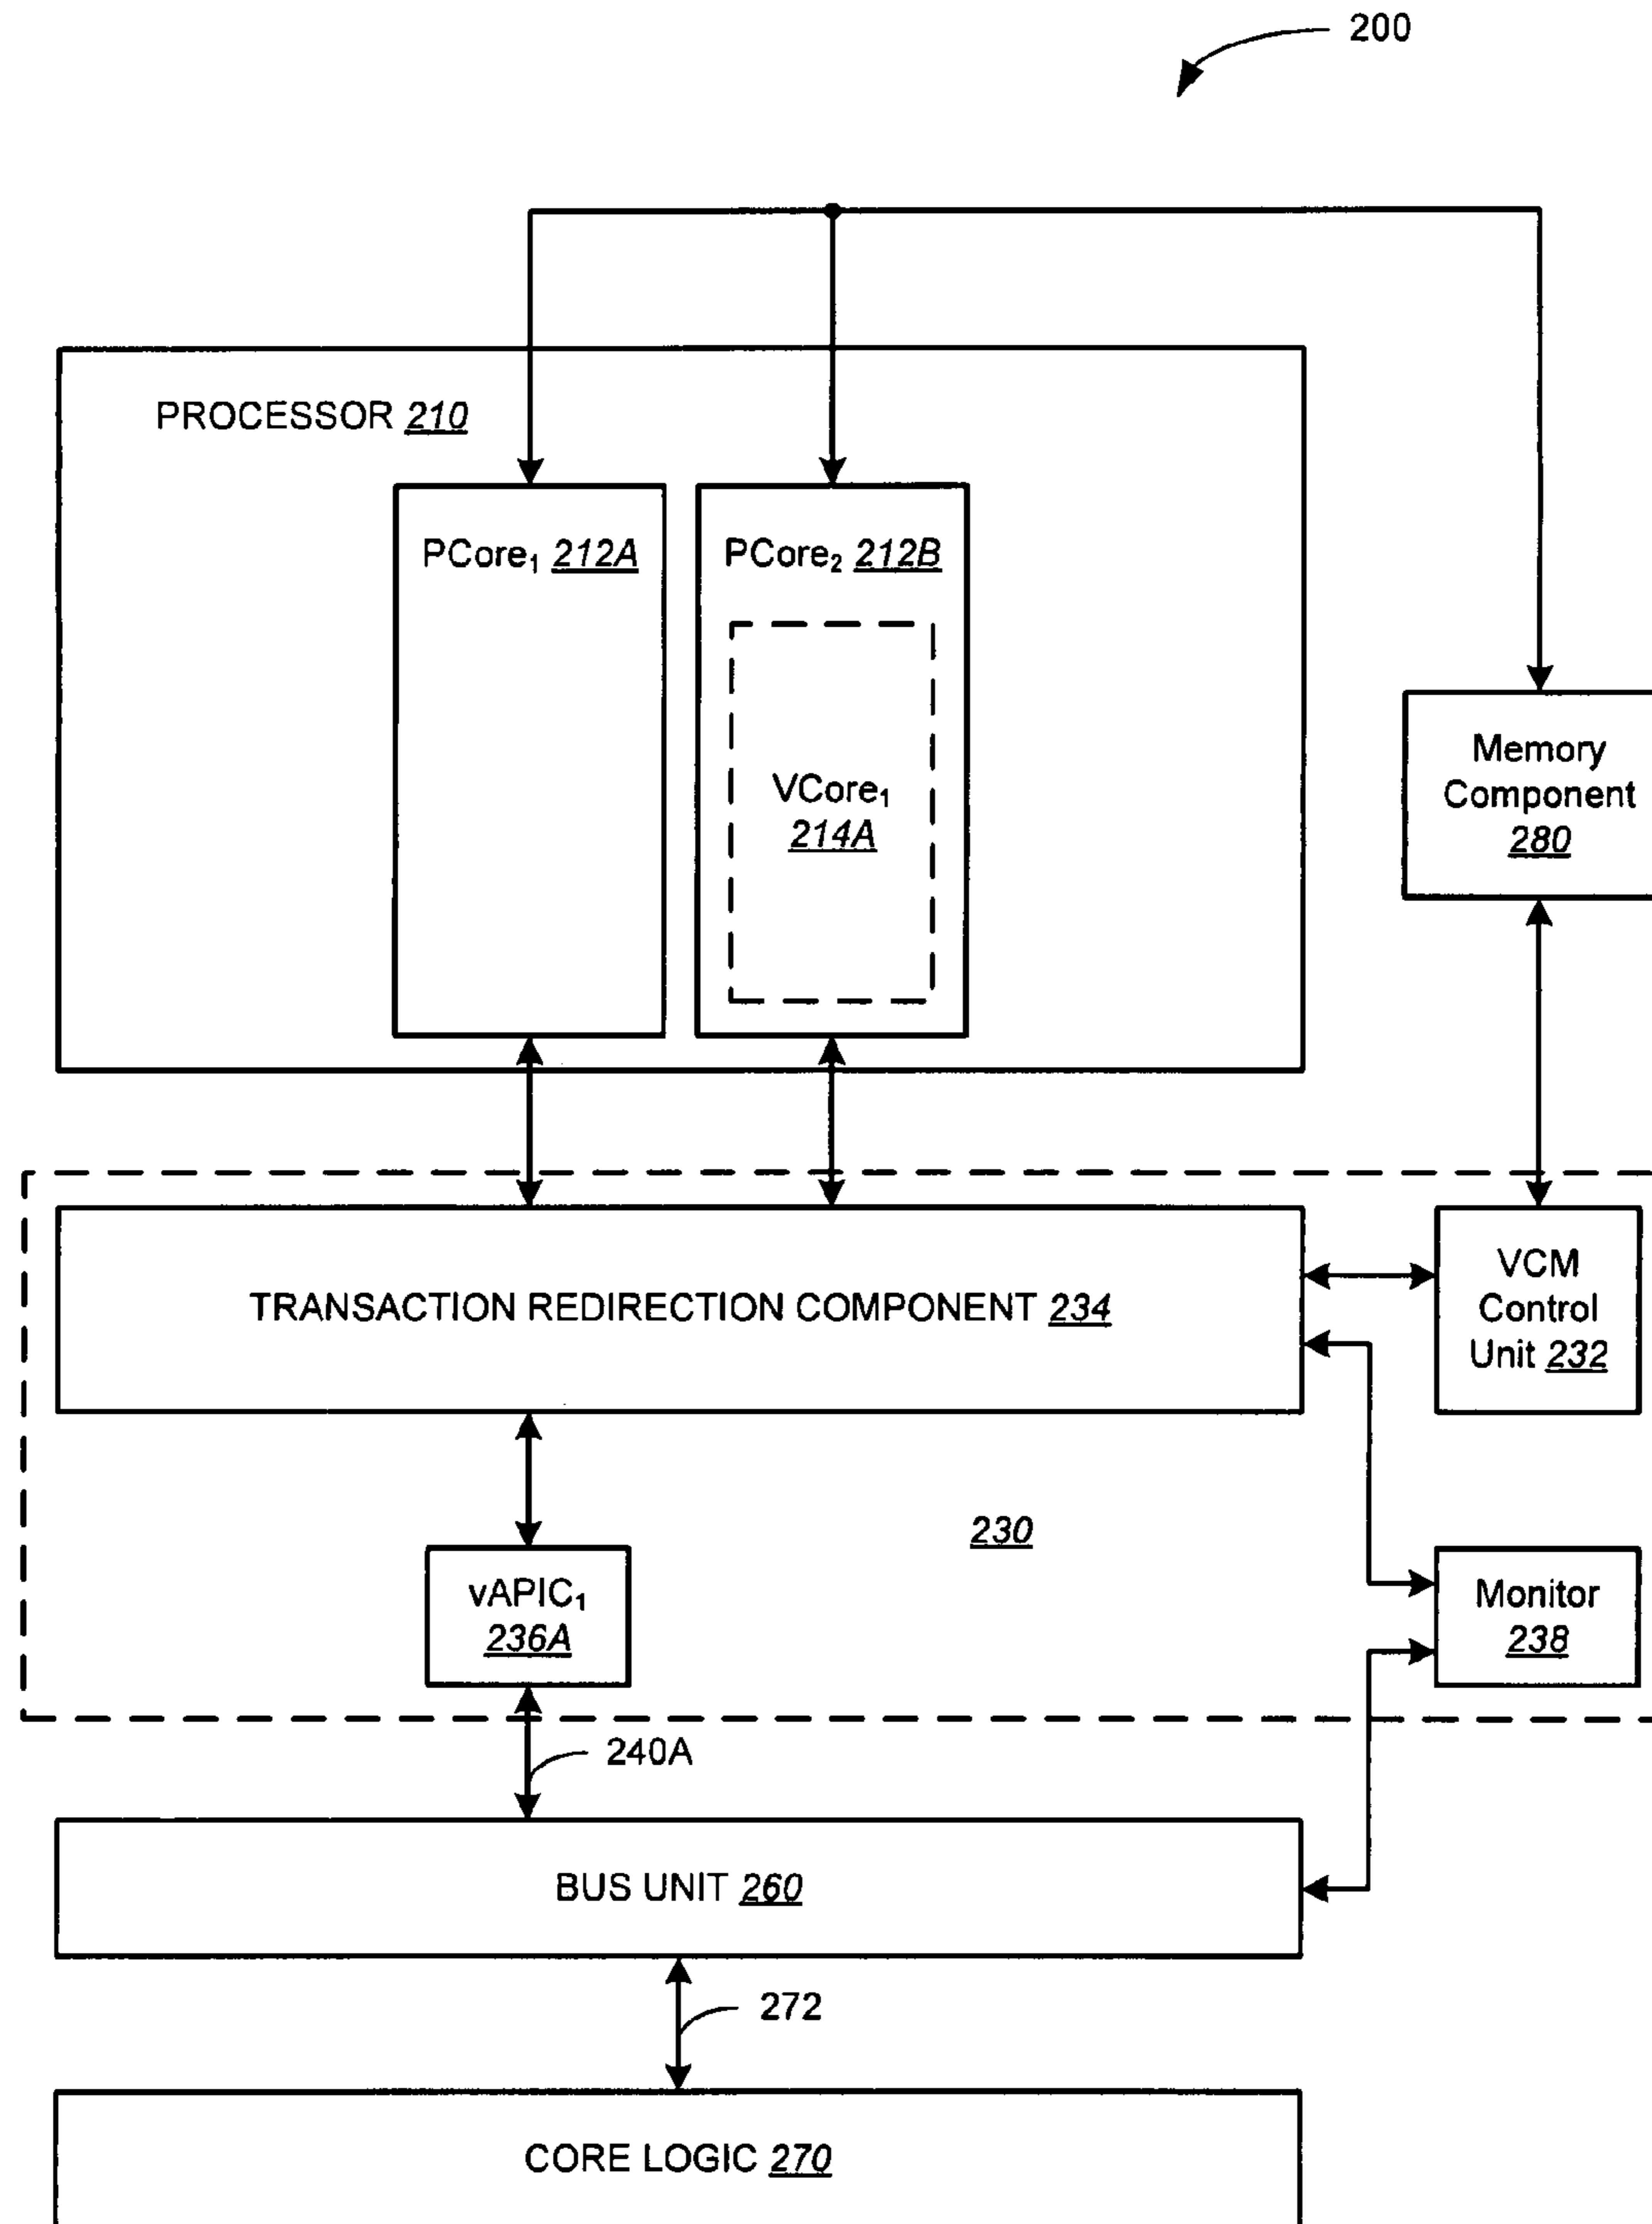 200
PROCESSOR 210
PCore₁ 212A
PCore₂ 212B
VCore₁
214A
Memory
Component
280
TRANSACTION REDIRECTION COMPONENT 234
VCM
Control
Unit 232
230
vAPIC₁
236A
Monitor
238
240A
BUS UNIT 260
272
CORE LOGIC 270